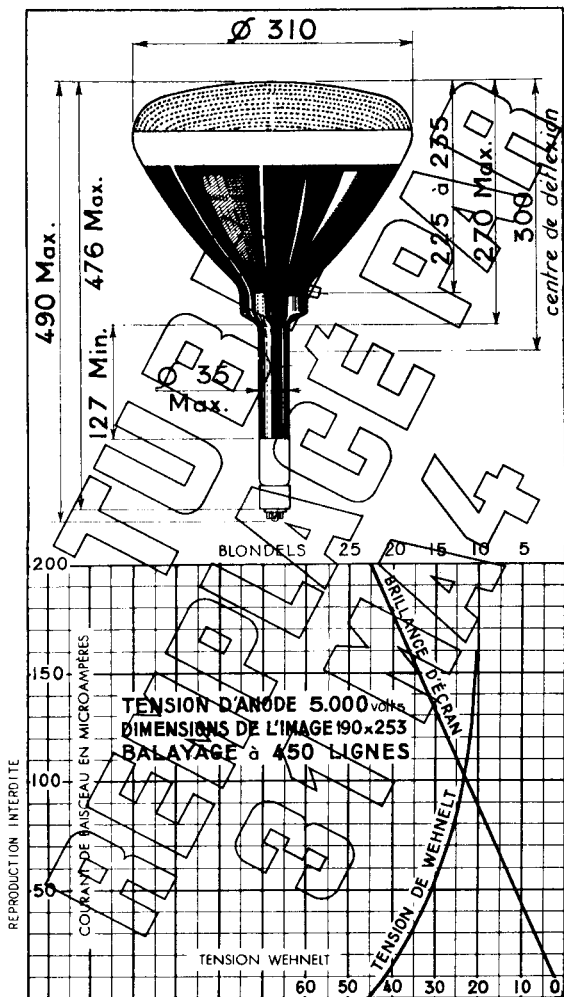 Ø 310
490 Max.
476 Max.
127 Min.
Ø 35
Max.
225 à 235
270 Max.
300
centre de déflexion
TUBE
REMPLACÉ PAR
31 M 4
BLONDELS 25 20 15 10 5
200
150
100
50
COURANT DE FAISCEAU EN MICROAMPÈRES
REPRODUCTION INTERDITE
BRILLANCE D'ÉCRAN
TENSION D'ANODE 5.000 volts
DIMENSIONS DE L'IMAGE 190x253
BALAYAGE à 450 LIGNES
TENSION DE WEHNELT
TENSION WEHNELT
60 50 40 30 20 10 0